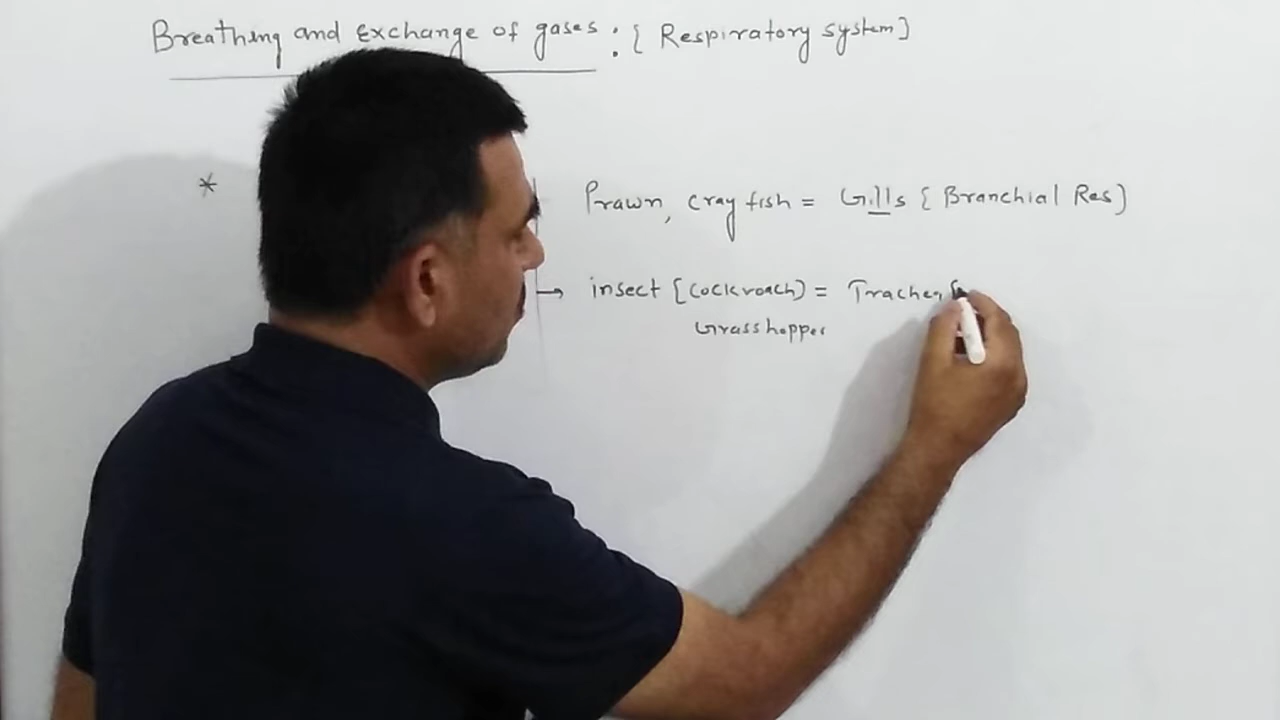 Breathing and exchange of gases : { Respiratory system }
* Prawn, Cray fish = Gills { Branchial Res }
→ insect [Cockroach) = Trachea {
Grasshopper